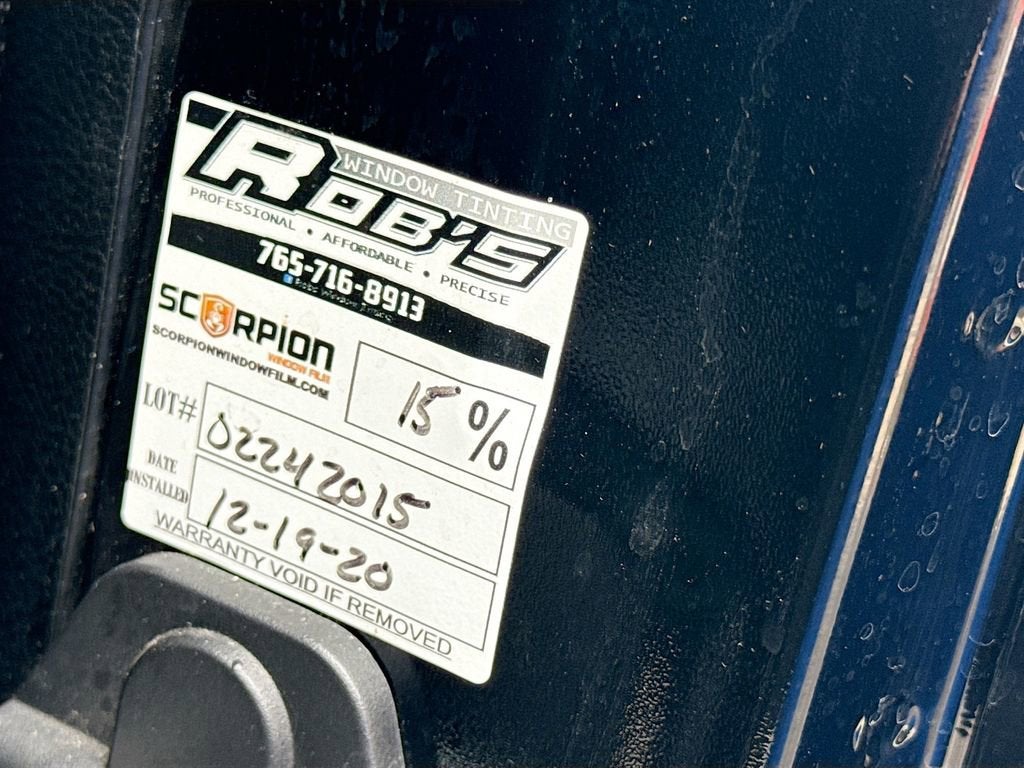 WINDOW TINTING
ROB'S
PROFESSIONAL • AFFORDABLE • PRECISE
765-716-8913
SCORPION
WINDOW FILM
SCORPIONWINDOWFILM.COM
15 %
LOT# 02242015
DATE INSTALLED 12-19-20
WARRANTY VOID IF REMOVED